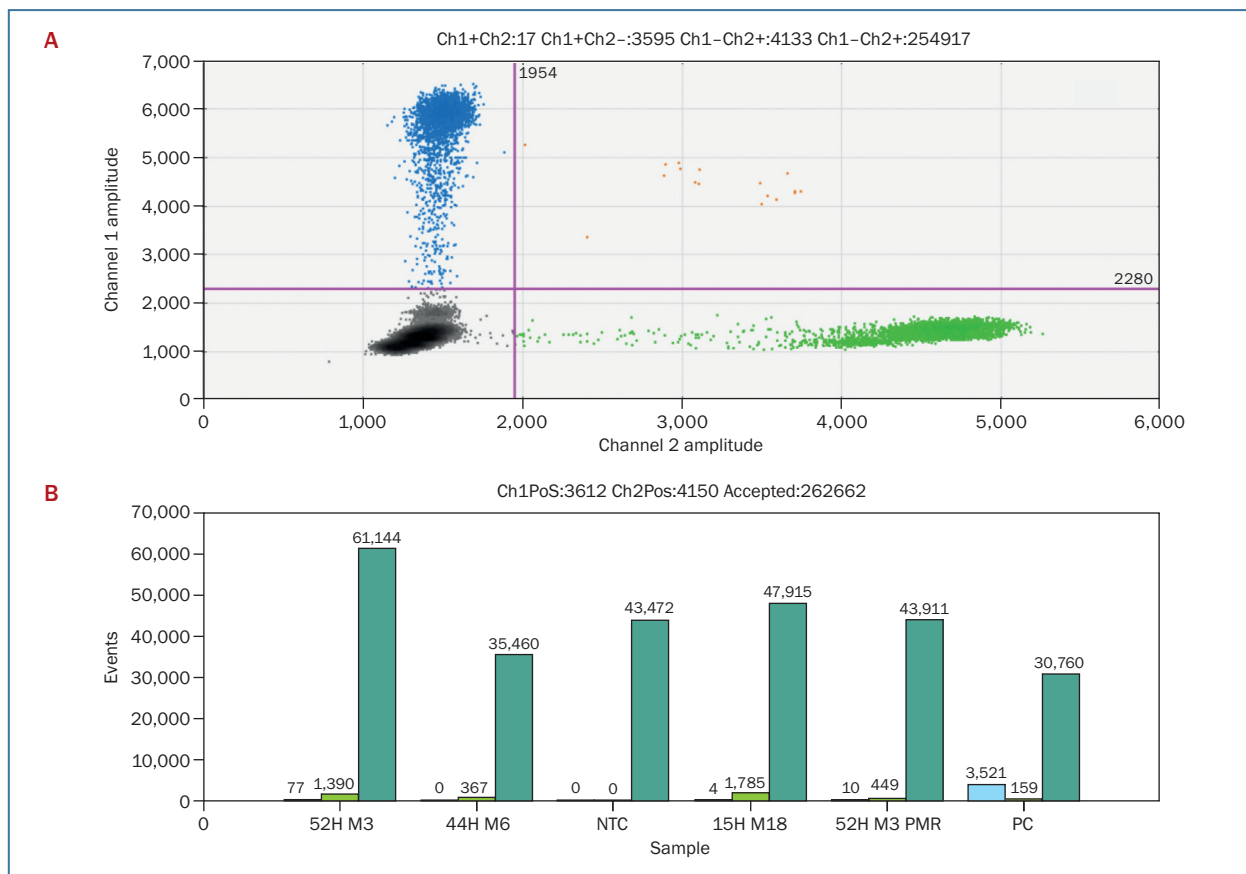 A
Ch1+Ch2:17 Ch1+Ch2–:3595 Ch1–Ch2+:4133 Ch1–Ch2+:254917
7,000
6,000
5,000
4,000
3,000
2,000
1,000
0
Channel 1 amplitude
1954
2280
0 1,000 2,000 3,000 4,000 5,000 6,000
Channel 2 amplitude
B
Ch1PoS:3612 Ch2Pos:4150 Accepted:262662
70,000
60,000
50,000
40,000
30,000
20,000
10,000
0
Events
77 1,390 61,144
0 367 35,460
0 0 43,472
4 1,785 47,915
10 449 43,911
3,521 159 30,760
0 52H M3 44H M6 NTC 15H M18 52H M3 PMR PC
Sample